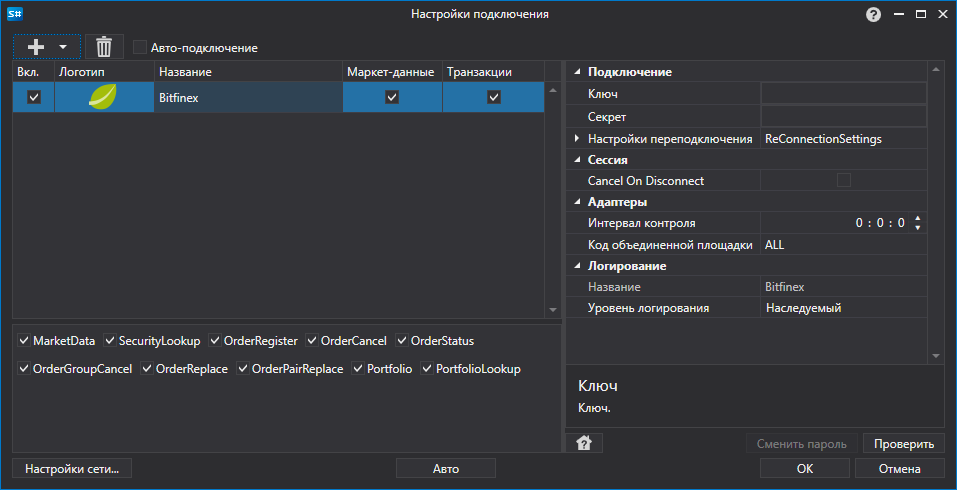 S#
Настройки подключения
?
Авто-подключение
Вкл. Логотип Название Маркет-данные Транзакции
Bitfinex
MarketData SecurityLookup OrderRegister OrderCancel OrderStatus
OrderGroupCancel OrderReplace OrderPairReplace Portfolio PortfolioLookup
Подключение
Ключ
Секрет
Настройки переподключения ReConnectionSettings
Сессия
Cancel On Disconnect
Адаптеры
Интервал контроля 0 : 0 : 0
Код объединенной площадки ALL
Логирование
Название Bitfinex
Уровень логирования Наследуемый
Ключ
Ключ.
?
Сменить пароль Проверить
Настройки сети... Авто OK Отмена